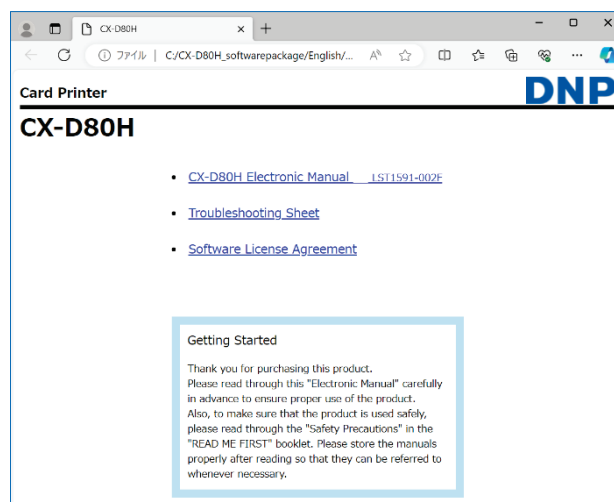 CX-D80H
ファイル | C:/CX-D80H_softwarepackage/English/...
Card Printer
DNP
CX-D80H
• CX-D80H Electronic Manual LST1591-002F
• Troubleshooting Sheet
• Software License Agreement
Getting Started
Thank you for purchasing this product.
Please read through this "Electronic Manual" carefully
in advance to ensure proper use of the product.
Also, to make sure that the product is used safely,
please read through the "Safety Precautions" in the
"READ ME FIRST" booklet. Please store the manuals
properly after reading so that they can be referred to
whenever necessary.